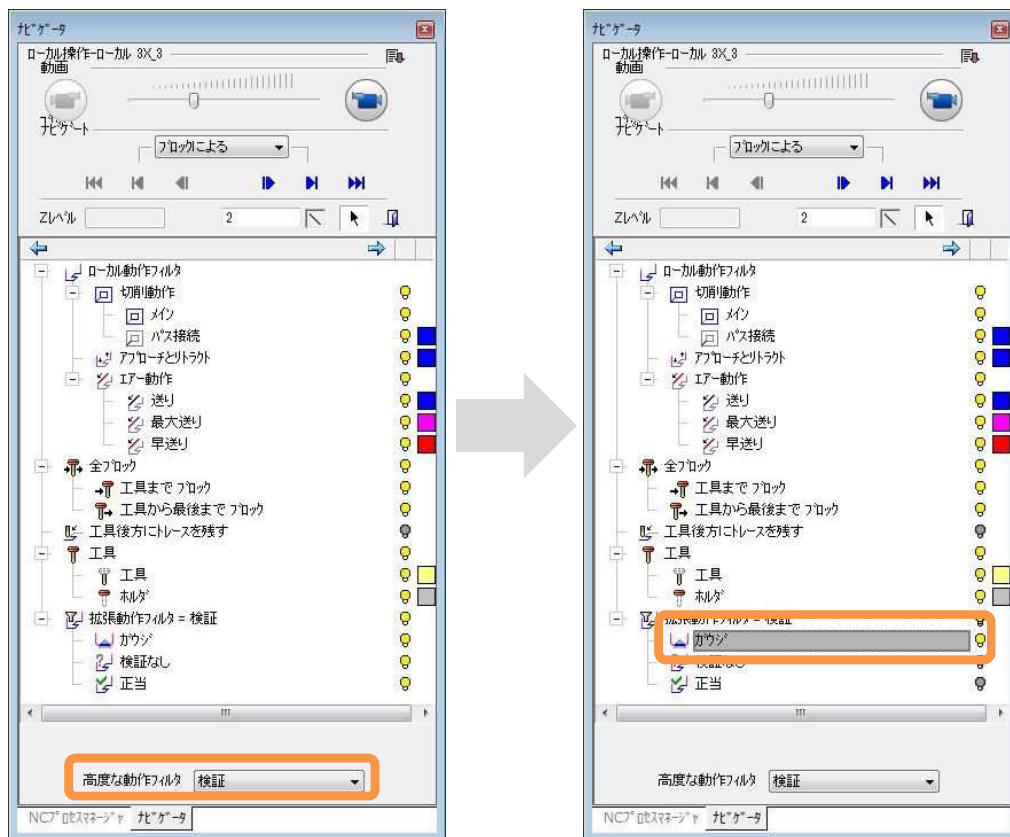 ﾅﾋﾞｹﾞｰﾀ
ﾛｰｶﾙ操作-ﾛｰｶﾙ 3X_3
動画
ﾅﾋﾞｹﾞｰﾄ
ﾌﾞﾛｯｸによる
Zﾚﾍﾞﾙ 2
ﾛｰｶﾙ動作ﾌｨﾙﾀ
切削動作
ﾒｲﾝ
ﾊﾟｽ接続
ｱﾌﾟﾛｰﾁとﾘﾄﾗｸﾄ
ｴｱｰ動作
送り
最大送り
早送り
全ﾌﾞﾛｯｸ
工具まで ﾌﾞﾛｯｸ
工具から最後まで ﾌﾞﾛｯｸ
工具後方にﾄﾚｰｽを残す
工具
工具
ﾎﾙﾀﾞ
拡張動作ﾌｨﾙﾀ = 検証
ｶﾞｳｼﾞ
検証なし
正当
高度な動作ﾌｨﾙﾀ 検証
NCﾌﾟﾛｾｽﾏﾈｰｼﾞｬ ﾅﾋﾞｹﾞｰﾀ
ﾅﾋﾞｹﾞｰﾀ
ﾛｰｶﾙ操作-ﾛｰｶﾙ 3X_3
動画
ﾅﾋﾞｹﾞｰﾄ
ﾌﾞﾛｯｸによる
Zﾚﾍﾞﾙ 2
ﾛｰｶﾙ動作ﾌｨﾙﾀ
切削動作
ﾒｲﾝ
ﾊﾟｽ接続
ｱﾌﾟﾛｰﾁとﾘﾄﾗｸﾄ
ｴｱｰ動作
送り
最大送り
早送り
全ﾌﾞﾛｯｸ
工具まで ﾌﾞﾛｯｸ
工具から最後まで ﾌﾞﾛｯｸ
工具後方にﾄﾚｰｽを残す
工具
工具
ﾎﾙﾀﾞ
拡張動作ﾌｨﾙﾀ = 検証
ｶﾞｳｼﾞ
検証なし
正当
高度な動作ﾌｨﾙﾀ 検証
NCﾌﾟﾛｾｽﾏﾈｰｼﾞｬ ﾅﾋﾞｹﾞｰﾀ